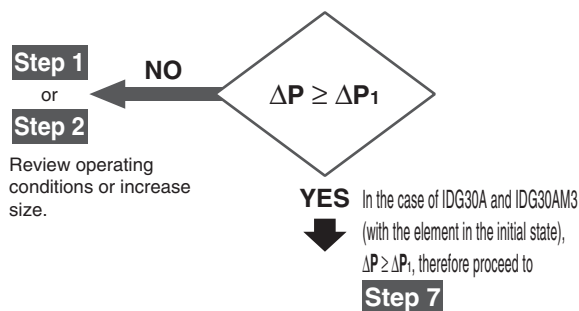 Step 1
or
Step 2
NO
ΔP ≥ ΔP1
Review operating
conditions or increase
size.
YES
In the case of IDG30A and IDG30AM3
(with the element in the initial state),
ΔP ≥ ΔP1, therefore proceed to
Step 7